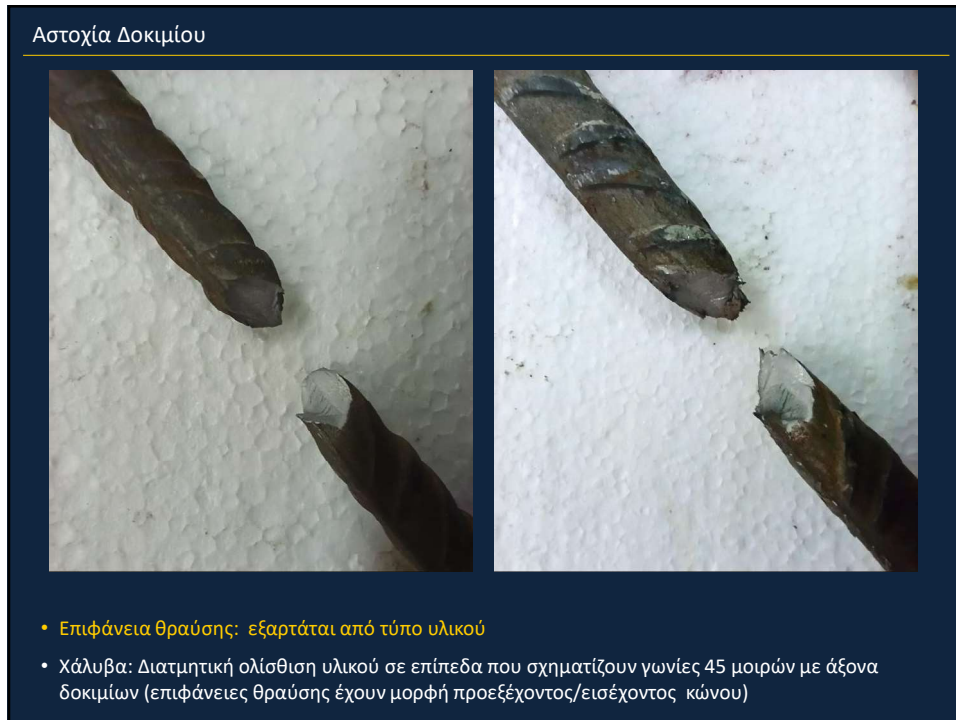 Αστοχία Δοκιμίου
• Επιφάνεια θραύσης: εξαρτάται από τύπο υλικού
• Χάλυβα: Διατμητική ολίσθιση υλικού σε επίπεδα που σχηματίζουν γωνίες 45 μοιρών με άξονα
δοκιμίων (επιφάνειες θραύσης έχουν μορφή προεξέχοντος/εισέχοντος κώνου)